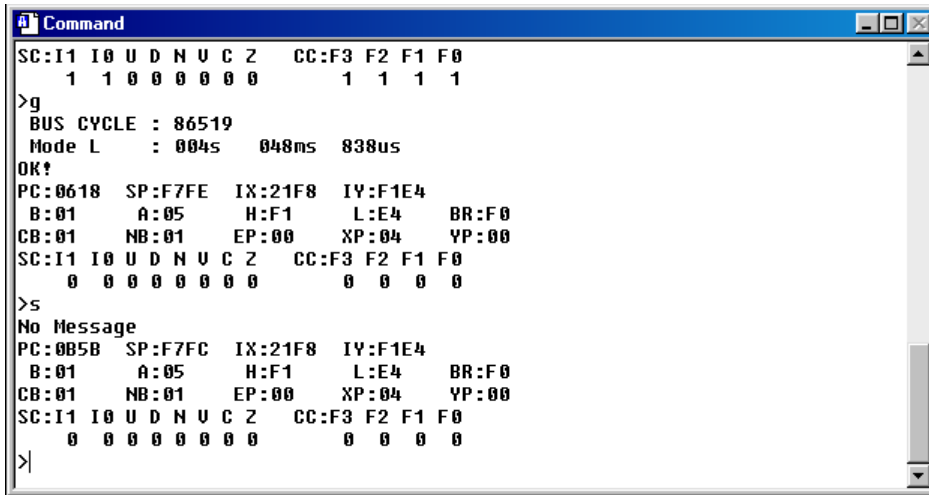 Command
SC:I1 I0 U D N V C Z CC:F3 F2 F1 F0
1 1 0 0 0 0 0 0 1 1 1 1
>g
BUS CYCLE : 86519
Mode L : 004s 048ms 838us
OK!
PC:0618 SP:F7FE IX:21F8 IY:F1E4
B:01 A:05 H:F1 L:E4 BR:F0
CB:01 NB:01 EP:00 XP:04 YP:00
SC:I1 I0 U D N V C Z CC:F3 F2 F1 F0
0 0 0 0 0 0 0 0 0 0 0 0
>s
No Message
PC:0B5B SP:F7FC IX:21F8 IY:F1E4
B:01 A:05 H:F1 L:E4 BR:F0
CB:01 NB:01 EP:00 XP:04 YP:00
SC:I1 I0 U D N V C Z CC:F3 F2 F1 F0
0 0 0 0 0 0 0 0 0 0 0 0
>